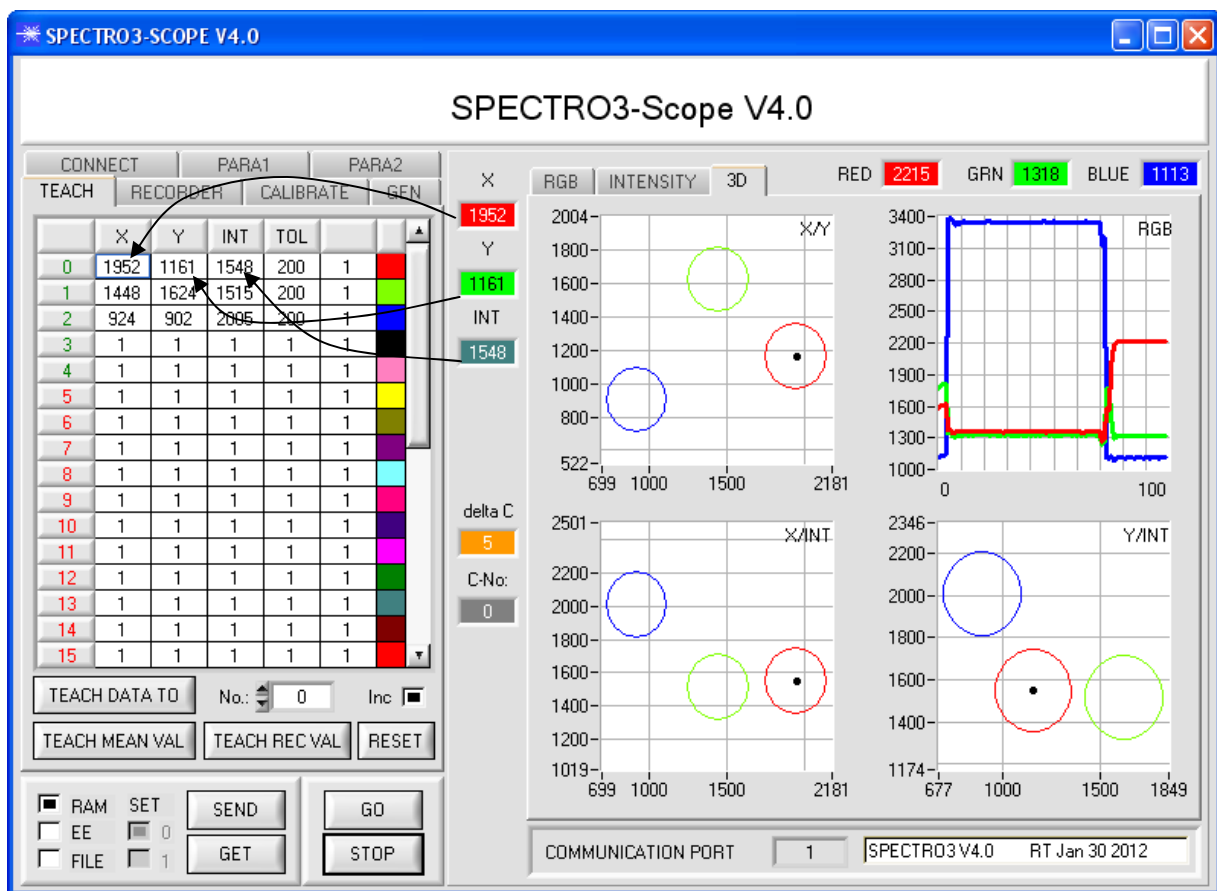 SPECTRO3-SCOPE V4.0
SPECTRO3-Scope V4.0
CONNECT PARA1 PARA2
TEACH RECORDER CALIBRATE GEN
X Y INT TOL
0 1952 1161 1548 200 1
1 1448 1624 1515 200 1
2 924 902 2005 200 1
3 1 1 1 1 1
4 1 1 1 1 1
5 1 1 1 1 1
6 1 1 1 1 1
7 1 1 1 1 1
8 1 1 1 1 1
9 1 1 1 1 1
10 1 1 1 1 1
11 1 1 1 1 1
12 1 1 1 1 1
13 1 1 1 1 1
14 1 1 1 1 1
15 1 1 1 1 1
TEACH DATA TO No.: 0 Inc
TEACH MEAN VAL TEACH REC VAL RESET
RAM SET SEND GO
EE 0
FILE 1 GET STOP
X
1952
Y
1161
INT
1548
delta C
5
C-No:
0
RGB INTENSITY 3D RED 2215 GRN 1318 BLUE 1113
X/Y
2004
1800
1600
1400
1200
1000
800
522
699 1000 1500 2181
RGB
3400
3100
2800
2500
2200
1900
1600
1300
1000
0 100
X/INT
2501
2200
2000
1800
1600
1400
1200
1019
699 1000 1500 2181
Y/INT
2346
2200
2000
1800
1600
1400
1174
677 1000 1500 1849
COMMUNICATION PORT 1 SPECTRO3 V4.0 RT Jan 30 2012